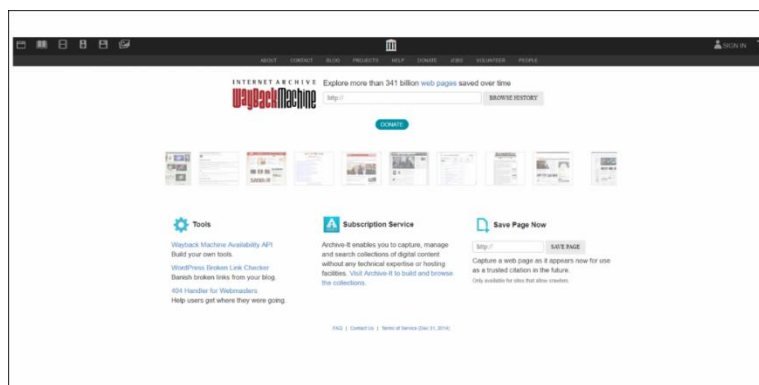 SIGN IN
ABOUT CONTACT BLOG PROJECTS HELP DONATE JOBS VOLUNTEER PEOPLE
INTERNET ARCHIVE
WayBackMachine
Explore more than 341 billion web pages saved over time
http://
BROWSE HISTORY
DONATE
Tools
Wayback Machine Availability API
Build your own tools.
WordPress Broken Link Checker
Banish broken links from your blog.
404 Handler for Webmasters
Help users get where they were going.
Subscription Service
Archive-It enables you to capture, manage
and search collections of digital content
without any technical expertise or hosting
facilities. Visit Archive-It to build and browse
the collections.
Save Page Now
http://
SAVE PAGE
Capture a web page as it appears now for use
as a trusted citation in the future.
Only available for sites that allow crawlers.
FAQ | Contact Us | Terms of Service (Dec 31, 2014)